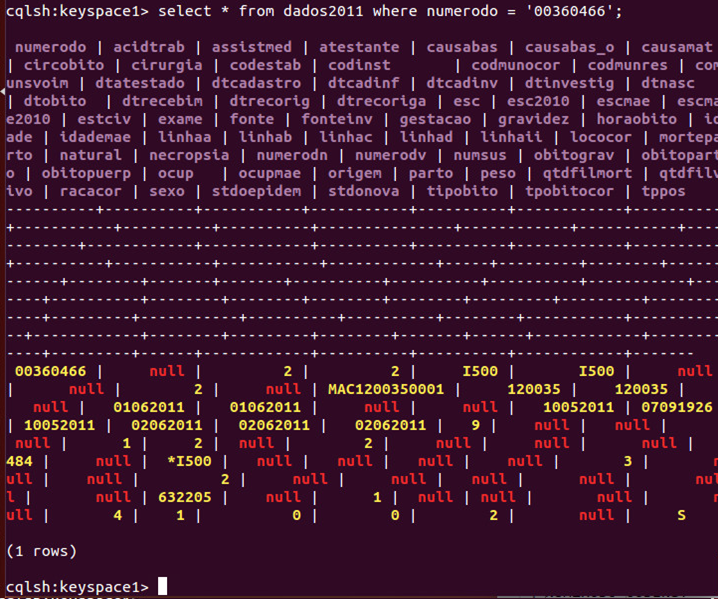 cqlsh:keyspace1> select * from dados2011 where numerodo = '00360466';
numerodo | acidtrab | assistmed | atestante | causabas | causabas_o | causamat
| circobito | cirurgia | codestab | codinst | codmunocor | codmunres | com
unsvoim | dtatestado | dtcadastro | dtcadinf | dtcadinv | dtinvestig | dtnasc
| dtobito | dtrecebim | dtrecorig | dtrecoriga | esc | esc2010 | escmae | escma
e2010 | estciv | exame | fonte | fonteinv | gestacao | gravidez | horaobito | id
ade | idademae | linhaa | linhab | linhac | linhad | linhaii | lococor | mortepa
rto | natural | necropsia | numerodn | numerodv | numsus | obitograv | obitopart
o | obitopuerp | ocup | ocupmae | origem | parto | peso | qtdfilmort | qtdfilv
ivo | racacor | sexo | stdoepidem | stdonova | tipobito | tpobitocor | tppos
----------+----------+-----------+-----------+----------+------------+----------
+-----------+----------+----------+----------------+------------+-----------+----
--------+------------+------------+----------+----------+------------+----------
+----------+-----------+-----------+------------+-----+---------+--------+------
------+--------+-------+-------+----------+----------+----------+-----------+---
----+----------+--------+--------+--------+--------+---------+---------+--------
----+---------+-----------+----------+----------+--------+-----------+----------
--+------------+--------+---------+--------+-------+------+------------+--------
----+---------+------+------------+----------+----------+------------+-------
00360466 | null | 2 | 2 | I500 | I500 | null
| null | 2 | null | MAC1200350001 | 120035 | 120035 |
null | 01062011 | 01062011 | null | null | 10052011 | 07091926
| 10052011 | 02062011 | 02062011 | 02062011 | 9 | null | null |
null | 1 | 2 | null | 2 | null | null | null |
484 | null | *I500 | null | null | null | null | 3 | n
ull | null | 2 | null | null | null | null | nul
l | null | 632205 | null | 1 | null | null | null | n
ull | 4 | 1 | 0 | 0 | 2 | null | S
(1 rows)
cqlsh:keyspace1>